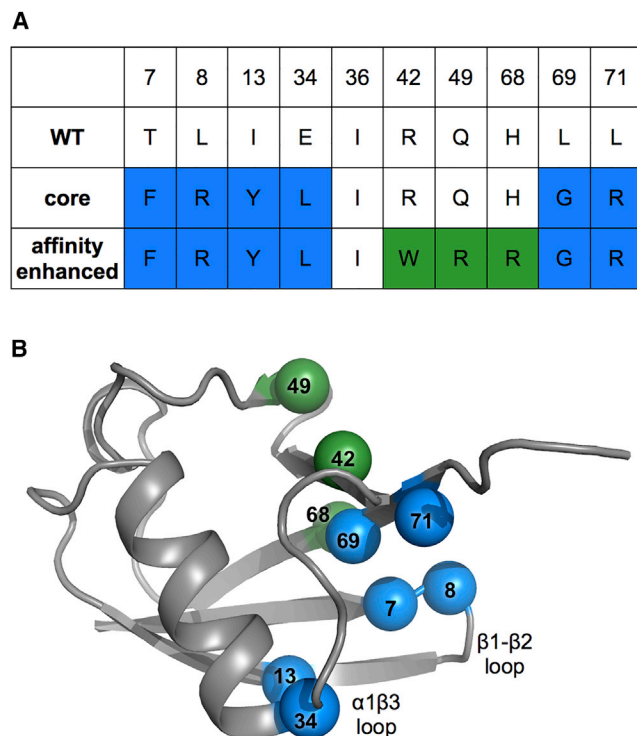 A
7 8 13 34 36 42 49 68 69 71
WT T L I E I R Q H L L
core F R Y L I R Q H G R
affinity
enhanced F R Y L I W R R G R
B
49
42
68
69 71
7 8
β1-β2
loop
13
34
α1β3
loop